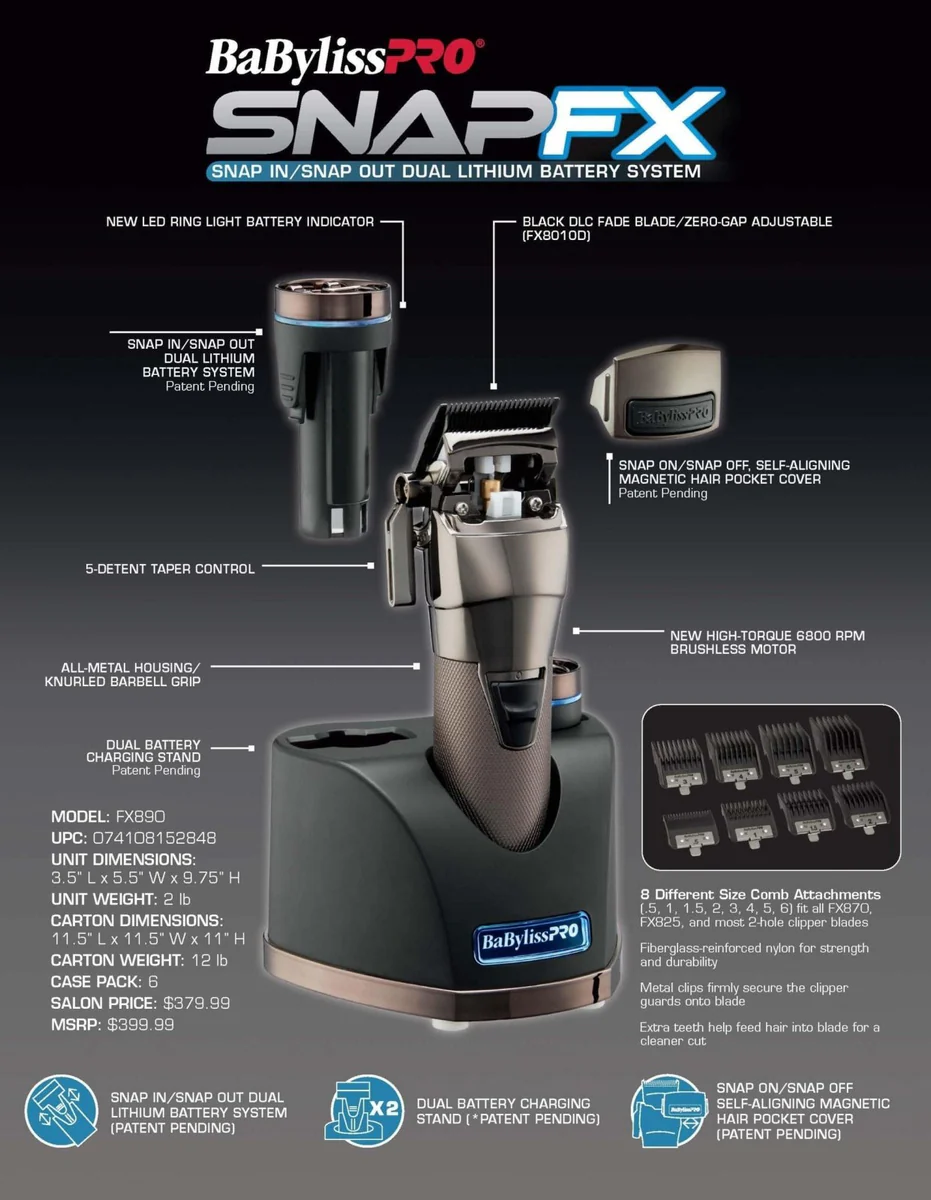 BaBylissPRO®
SNAPFX
SNAP IN/SNAP OUT DUAL LITHIUM BATTERY SYSTEM
NEW LED RING LIGHT BATTERY INDICATOR
BLACK DLC FADE BLADE/ZERO-GAP ADJUSTABLE
(FX8010D)
SNAP IN/SNAP OUT
DUAL LITHIUM
BATTERY SYSTEM
Patent Pending
BaBylissPRO
SNAP ON/SNAP OFF, SELF-ALIGNING
MAGNETIC HAIR POCKET COVER
Patent Pending
5-DETENT TAPER CONTROL
NEW HIGH-TORQUE 6800 RPM
BRUSHLESS MOTOR
ALL-METAL HOUSING/
KNURLED BARBELL GRIP
DUAL BATTERY
CHARGING STAND
Patent Pending
MODEL: FX890
UPC: 074108152848
UNIT DIMENSIONS:
3.5" L x 5.5" W x 9.75" H
UNIT WEIGHT: 2 lb
CARTON DIMENSIONS:
11.5" L x 11.5" W x 11" H
CARTON WEIGHT: 12 lb
CASE PACK: 6
SALON PRICE: $379.99
MSRP: $399.99
BaBylissPRO
8 Different Size Comb Attachments
(.5, 1, 1.5, 2, 3, 4, 5, 6) fit all FX870,
FX825, and most 2-hole clipper blades
Fiberglass-reinforced nylon for strength
and durability
Metal clips firmly secure the clipper
guards onto blade
Extra teeth help feed hair into blade for a
cleaner cut
SNAP IN/SNAP OUT DUAL
LITHIUM BATTERY SYSTEM
(PATENT PENDING)
X2
DUAL BATTERY CHARGING
STAND (*PATENT PENDING)
BaBylissPRO
SNAP ON/SNAP OFF
SELF-ALIGNING MAGNETIC
HAIR POCKET COVER
(PATENT PENDING)